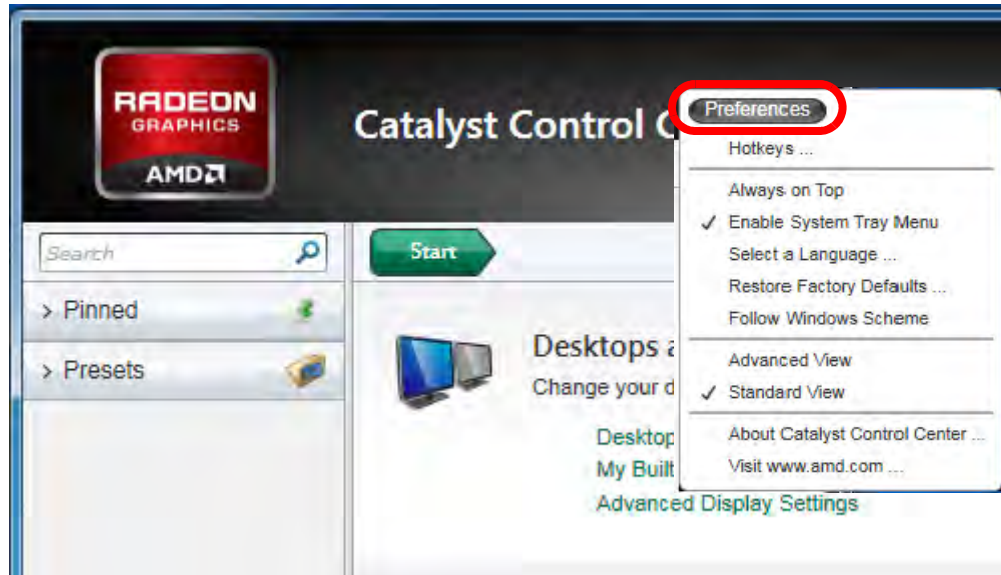 RADEON
GRAPHICS
AMD
Catalyst Control C
Preferences
Hotkeys ...
Always on Top
✓ Enable System Tray Menu
Select a Language ...
Restore Factory Defaults ...
Follow Windows Scheme
Advanced View
✓ Standard View
About Catalyst Control Center ...
Visit www.amd.com ...
Search
> Pinned
> Presets
Start
Desktops a
Change your d
Desktop
My Built
Advanced Display Settings